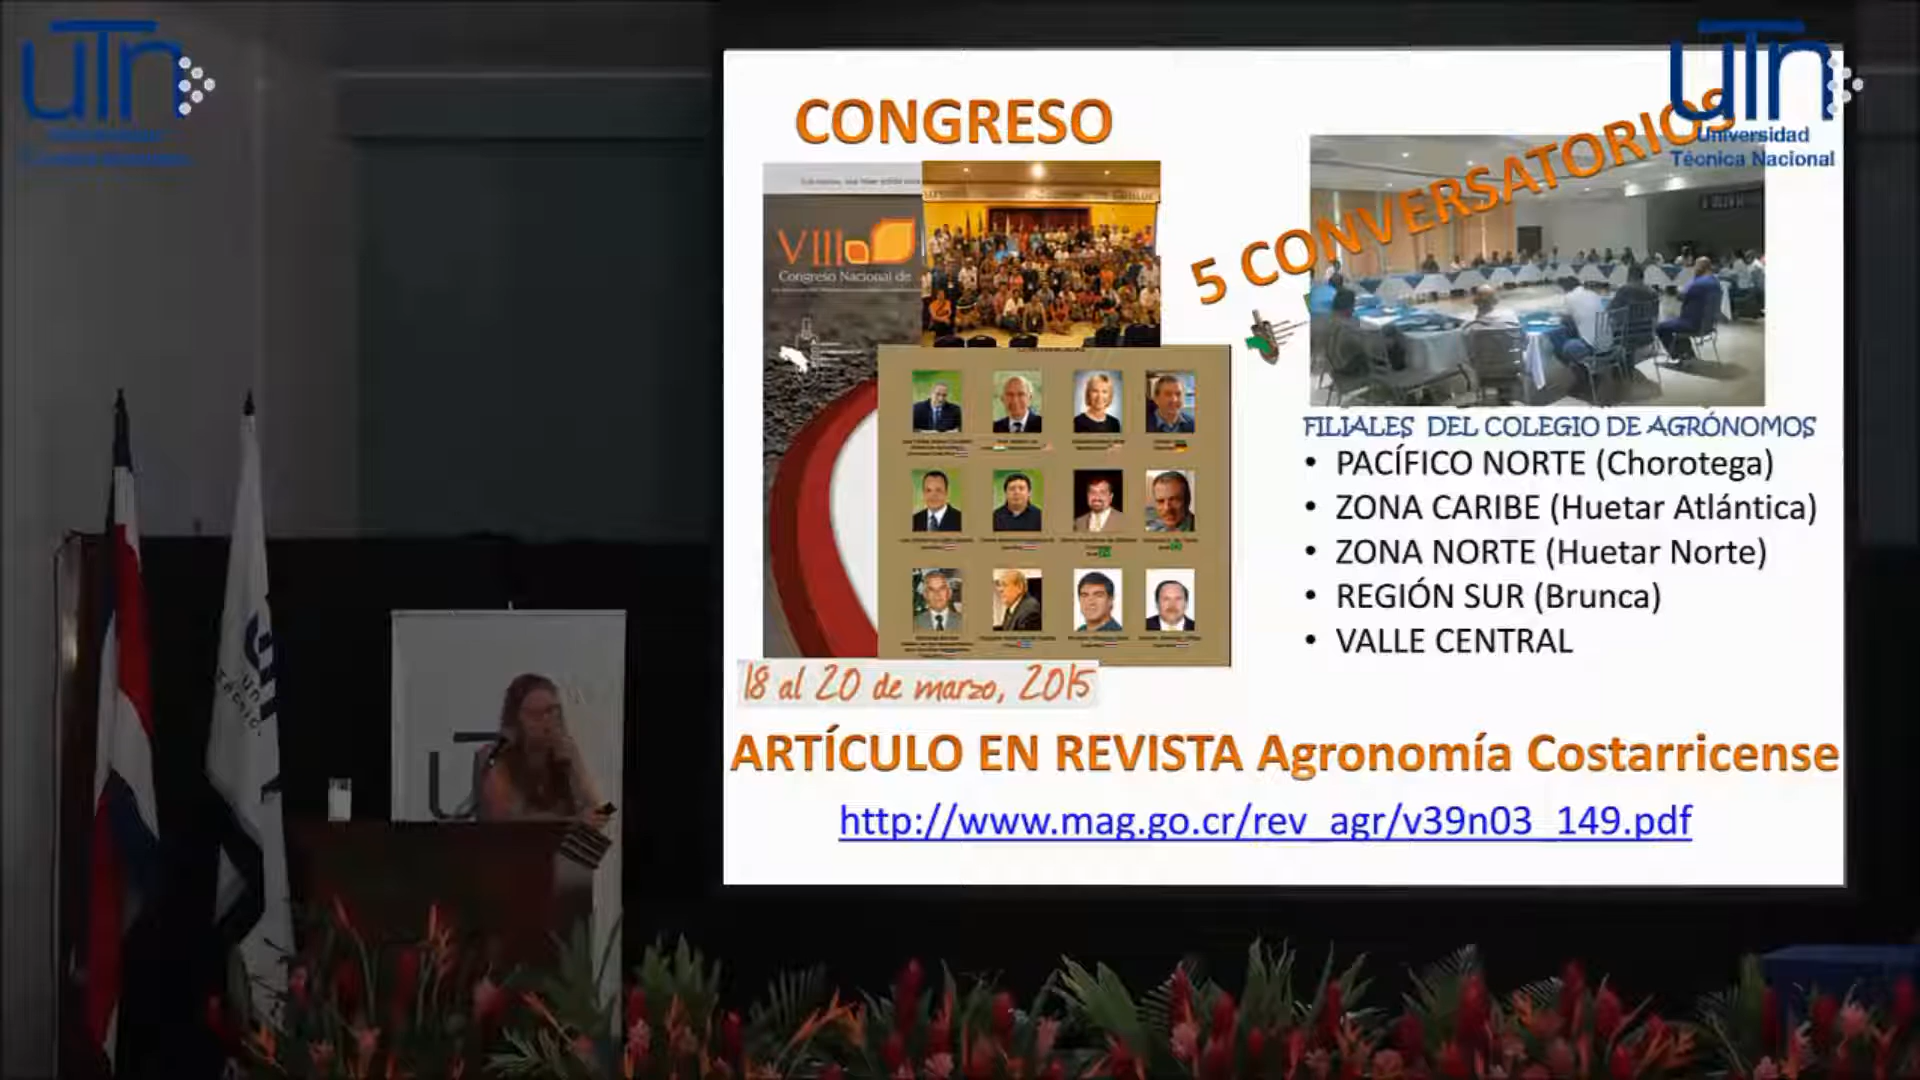 uTn
CONGRESO
VIII
Congreso Nacional de
18 al 20 de marzo, 2015
5 CONVERSATORIOS
uTn
Universidad
Técnica Nacional
FILIALES DEL COLEGIO DE AGRÓNOMOS
• PACÍFICO NORTE (Chorotega)
• ZONA CARIBE (Huetar Atlántica)
• ZONA NORTE (Huetar Norte)
• REGIÓN SUR (Brunca)
• VALLE CENTRAL
ARTÍCULO EN REVISTA Agronomía Costarricense
http://www.mag.go.cr/rev_agr/v39n03_149.pdf